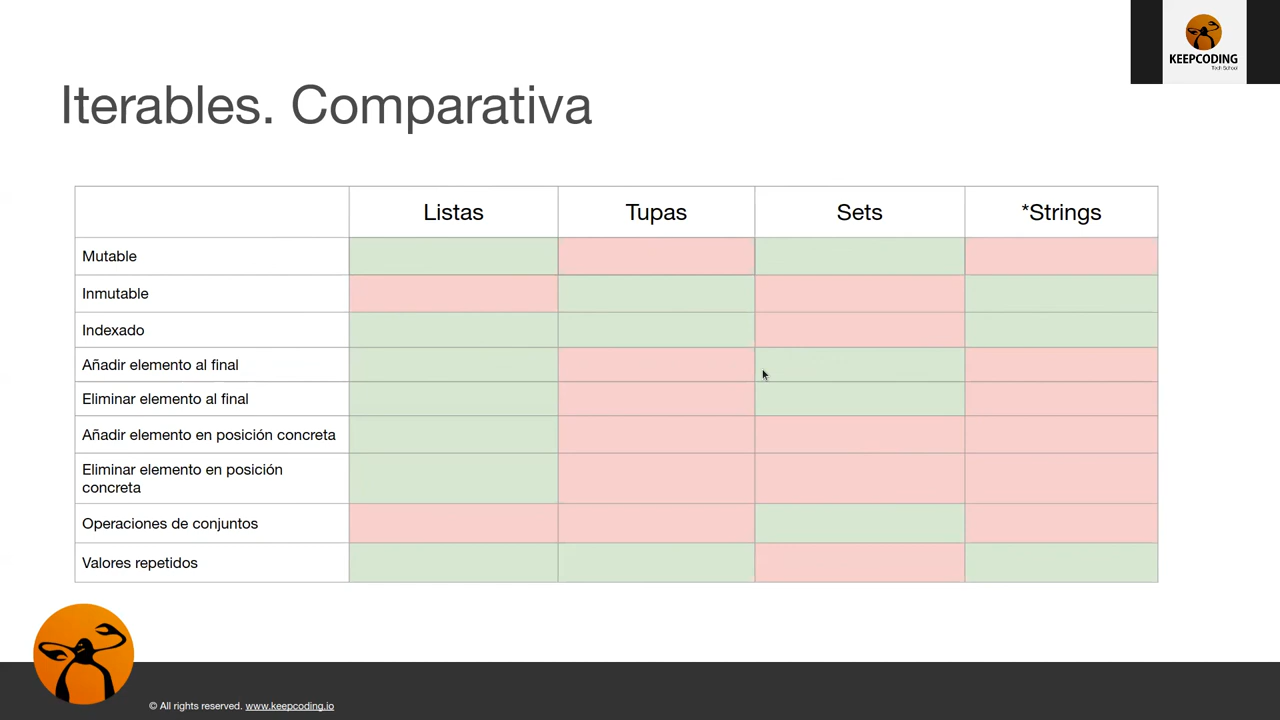 KEEPCODING
Tech School
Iterables. Comparativa
Listas Tupas Sets *Strings
Mutable
Inmutable
Indexado
Añadir elemento al final
Eliminar elemento al final
Añadir elemento en posición concreta
Eliminar elemento en posición
concreta
Operaciones de conjuntos
Valores repetidos
© All rights reserved. www.keepcoding.io